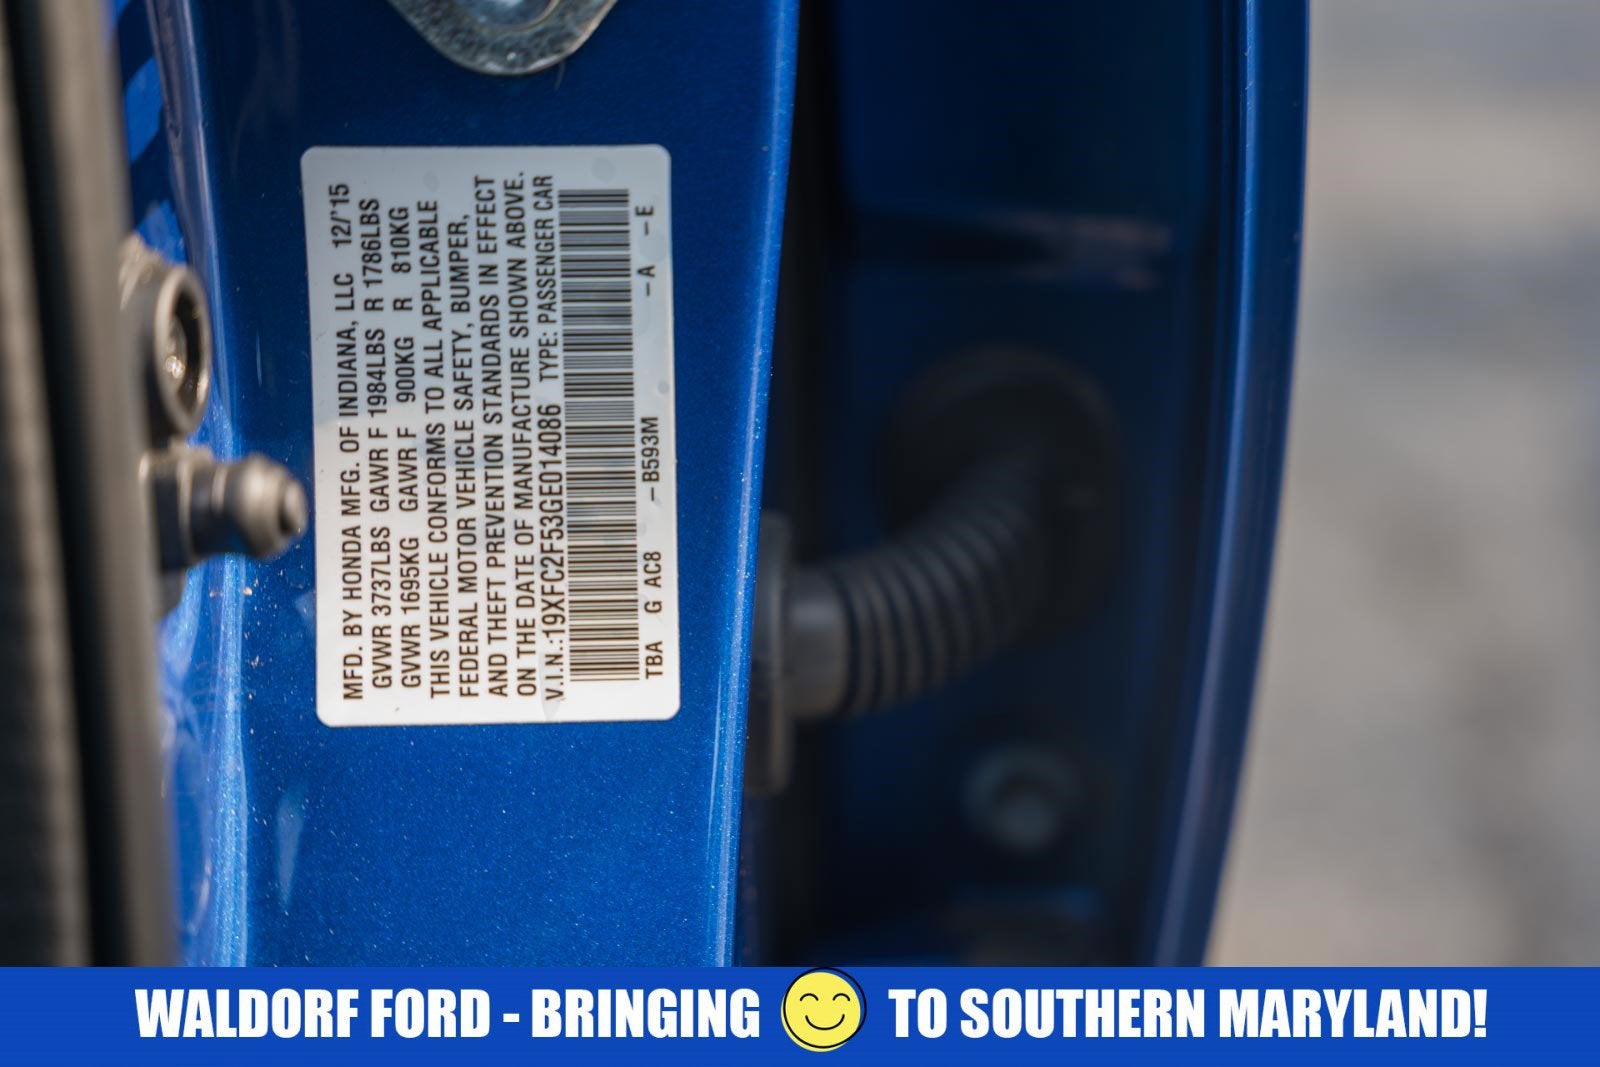 MFD. BY HONDA MFG. OF INDIANA, LLC 12/'15
GVWR 3737LBS GAWR F 1984LBS R 1786LBS
GVWR 1695KG GAWR F 900KG R 810KG
THIS VEHICLE CONFORMS TO ALL APPLICABLE
FEDERAL MOTOR VEHICLE SAFETY, BUMPER,
AND THEFT PREVENTION STANDARDS IN EFFECT
ON THE DATE OF MANUFACTURE SHOWN ABOVE.
V.I.N.:19XFC2F53GE014086 TYPE: PASSENGER CAR
TBA G AC8 -B593M -A -E
WALDORF FORD - BRINGING TO SOUTHERN MARYLAND!